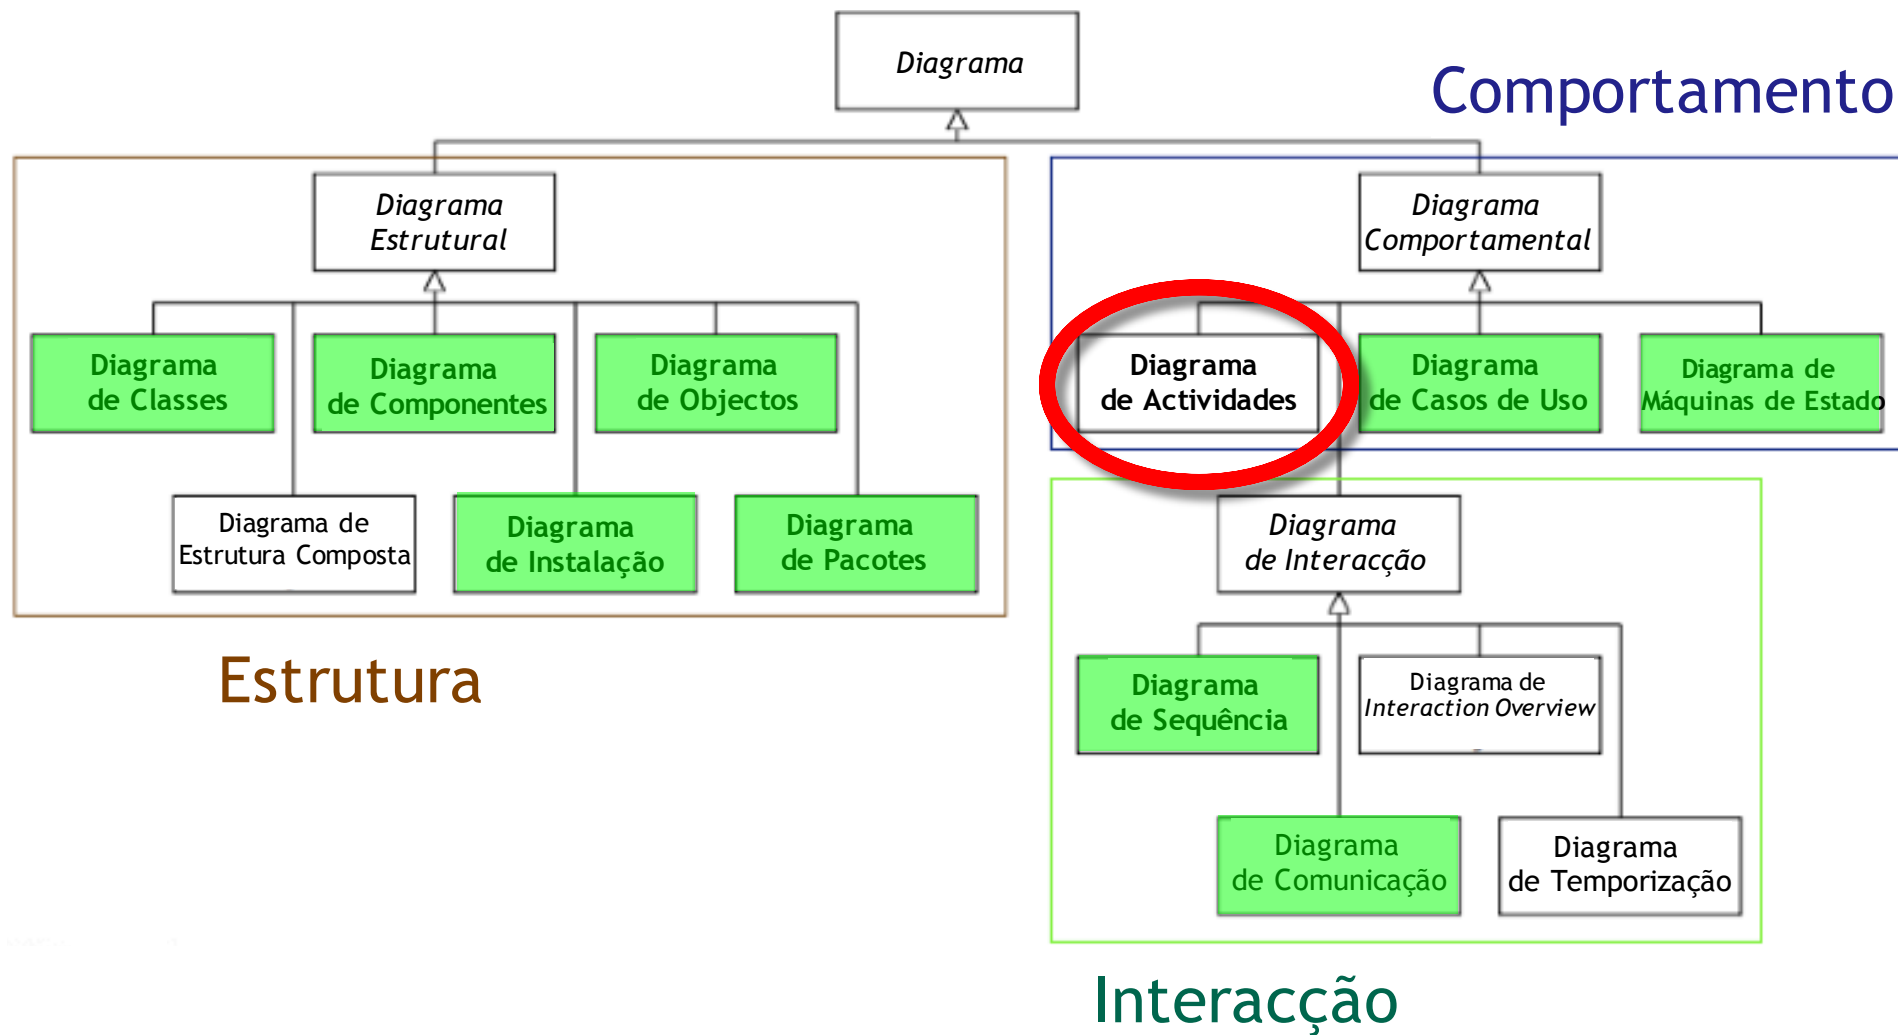 Diagrama
Comportamento
Diagrama
Estrutural
Diagrama
Comportamental
Diagrama
de Classes
Diagrama
de Componentes
Diagrama
de Objectos
Diagrama
de Actividades
Diagrama
de Casos de Uso
Diagrama de
Máquinas de Estado
Diagrama de
Estrutura Composta
Diagrama
de Instalação
Diagrama
de Pacotes
Diagrama
de Interacção
Estrutura
Diagrama
de Sequência
Diagrama de
Interaction Overview
Diagrama
de Comunicação
Diagrama
de Temporização
Interacção